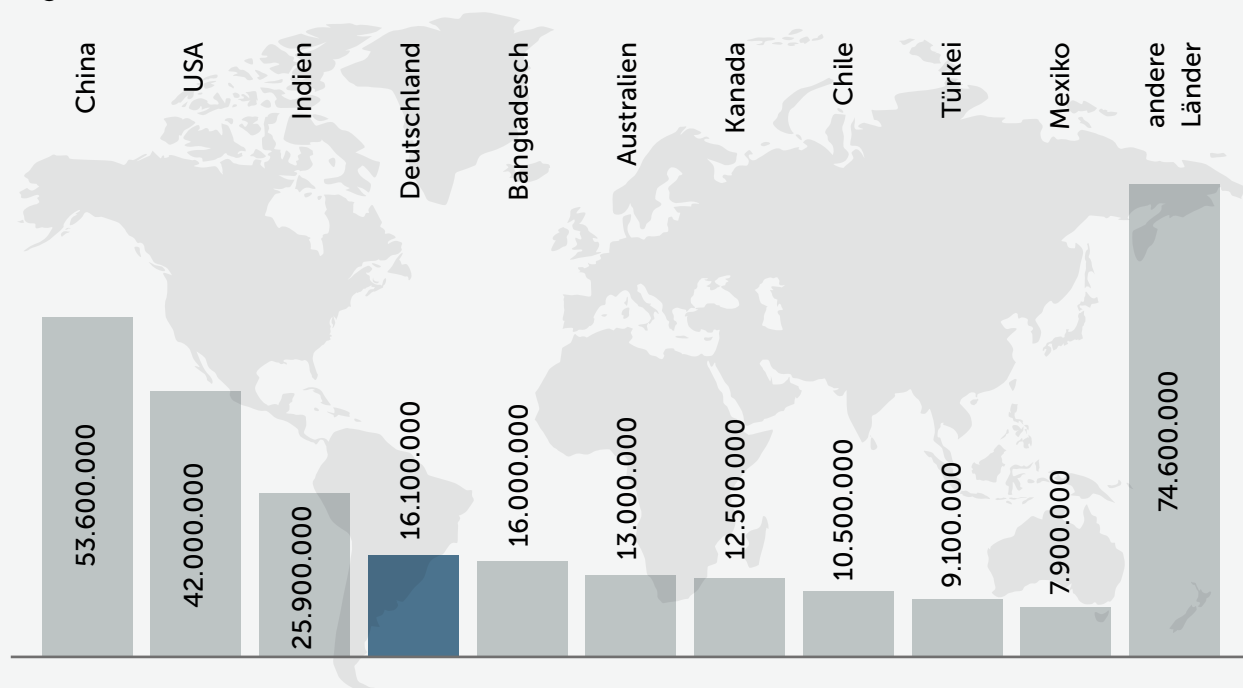 China
USA
Indien
Deutschland
Bangladesch
Australien
Kanada
Chile
Türkei
Mexiko
andere
Länder
53.600.000
42.000.000
25.900.000
16.100.000
16.000.000
13.000.000
12.500.000
10.500.000
9.100.000
7.900.000
74.600.000